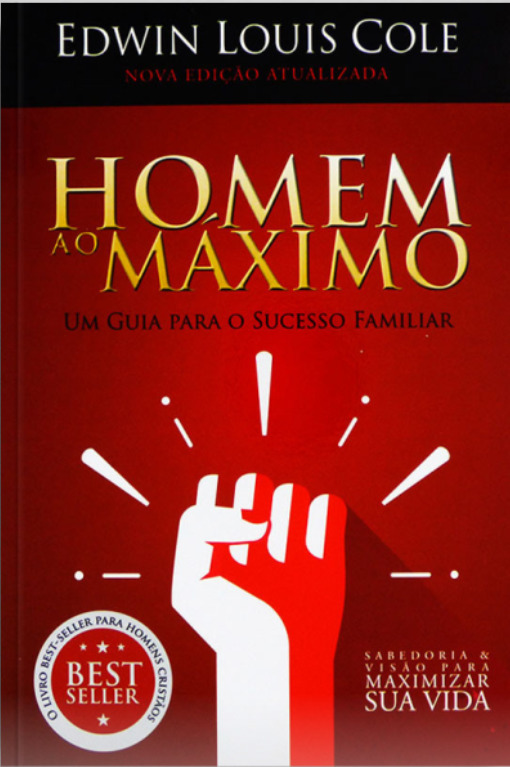 EDWIN LOUIS COLE
NOVA EDIÇÃO ATUALIZADA
HOMEM
AO MÁXIMO
UM GUIA PARA O SUCESSO FAMILIAR
O LIVRO BEST-SELLER PARA HOMENS CRISTÃOS
BEST
SELLER
SABEDORIA &
VISÃO PARA
MAXIMIZAR
SUA VIDA